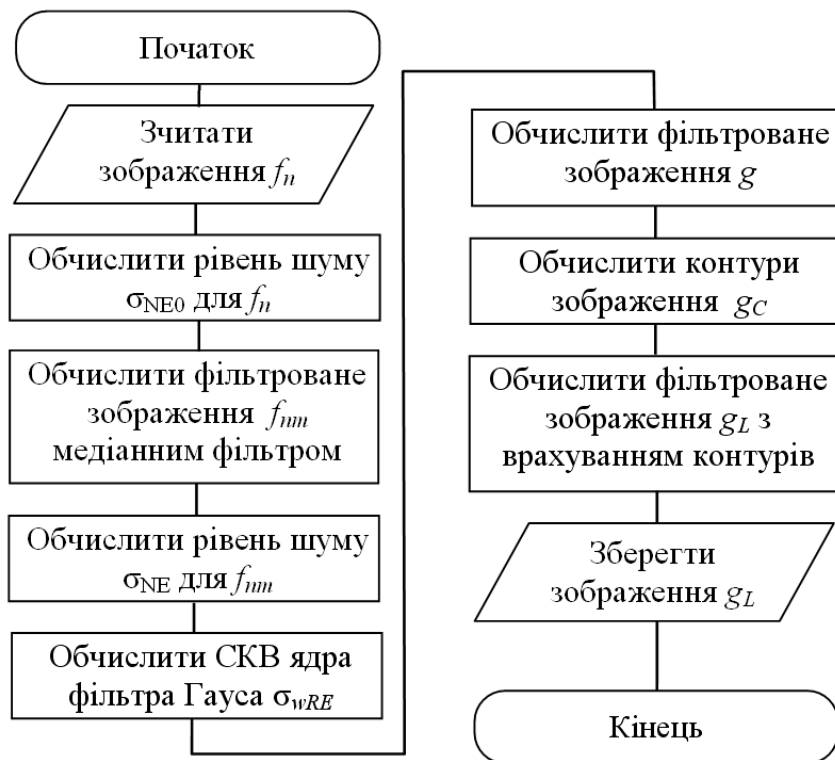 Початок
Зчитати
зображення fn
Обчислити рівень шуму
σNE0 для fn
Обчислити фільтроване
зображення fnm
медіанним фільтром
Обчислити рівень шуму
σNE для fnm
Обчислити СКВ ядра
фільтра Гауса σwRE
Обчислити фільтроване
зображення g
Обчислити контури
зображення gC
Обчислити фільтроване
зображення gL з
врахуванням контурів
Зберегти
зображення gL
Кінець